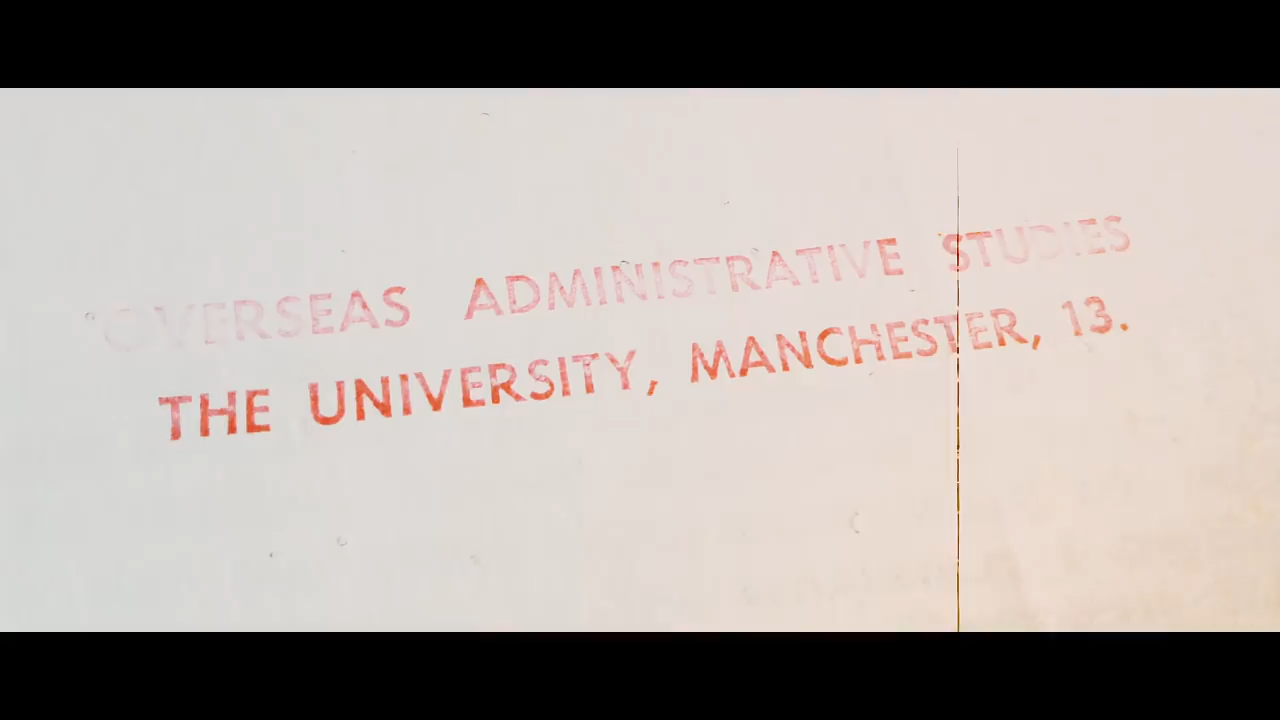 OVERSEAS ADMINISTRATIVE STUDIES
THE UNIVERSITY, MANCHESTER, 13.